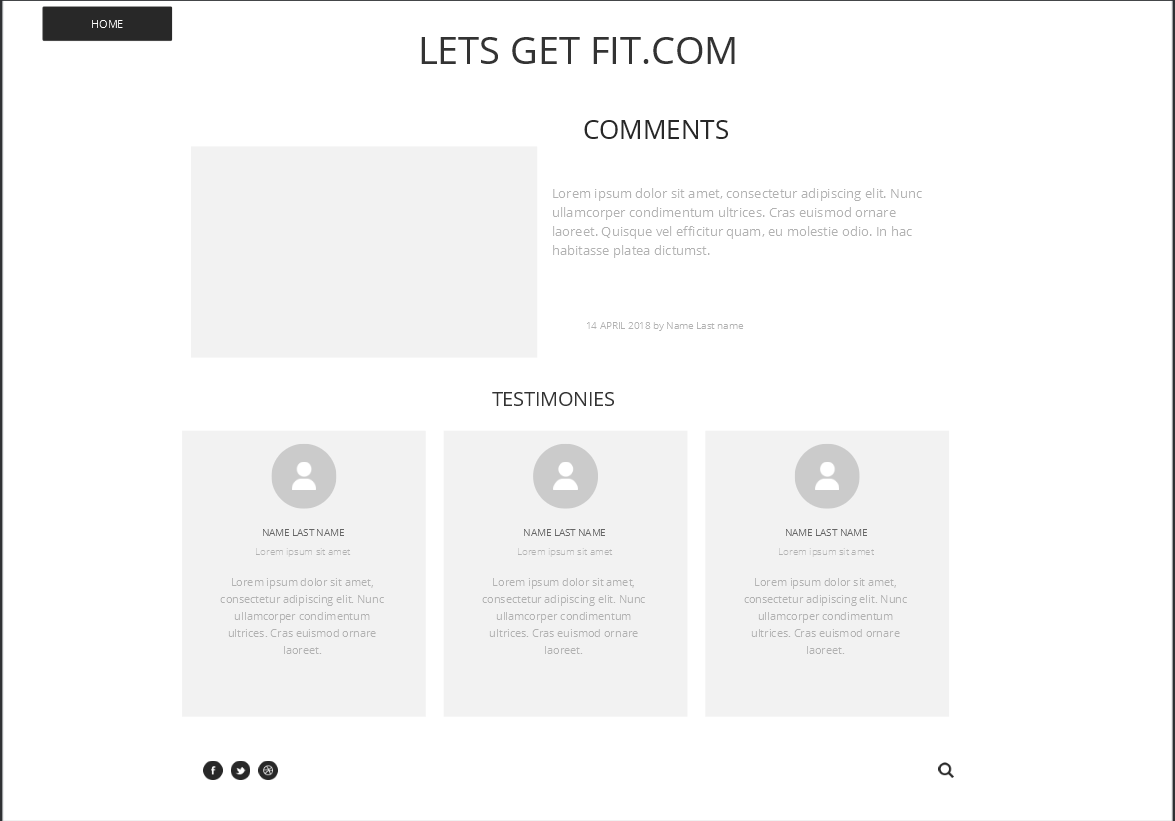 HOME
LETS GET FIT.COM
COMMENTS
Lorem ipsum dolor sit amet, consectetur adipiscing elit. Nunc
ullamcorper condimentum ultrices. Cras euismod ornare
laoreet. Quisque vel efficitur quam, eu molestie odio. In hac
habitasse platea dictumst.
14 APRIL 2018 by Name Last name
TESTIMONIES
NAME LAST NAME
Lorem ipsum sit amet
Lorem ipsum dolor sit amet,
consectetur adipiscing elit. Nunc
ullamcorper condimentum
ultrices. Cras euismod ornare
laoreet.
NAME LAST NAME
Lorem ipsum sit amet
Lorem ipsum dolor sit amet,
consectetur adipiscing elit. Nunc
ullamcorper condimentum
ultrices. Cras euismod ornare
laoreet.
NAME LAST NAME
Lorem ipsum sit amet
Lorem ipsum dolor sit amet,
consectetur adipiscing elit. Nunc
ullamcorper condimentum
ultrices. Cras euismod ornare
laoreet.